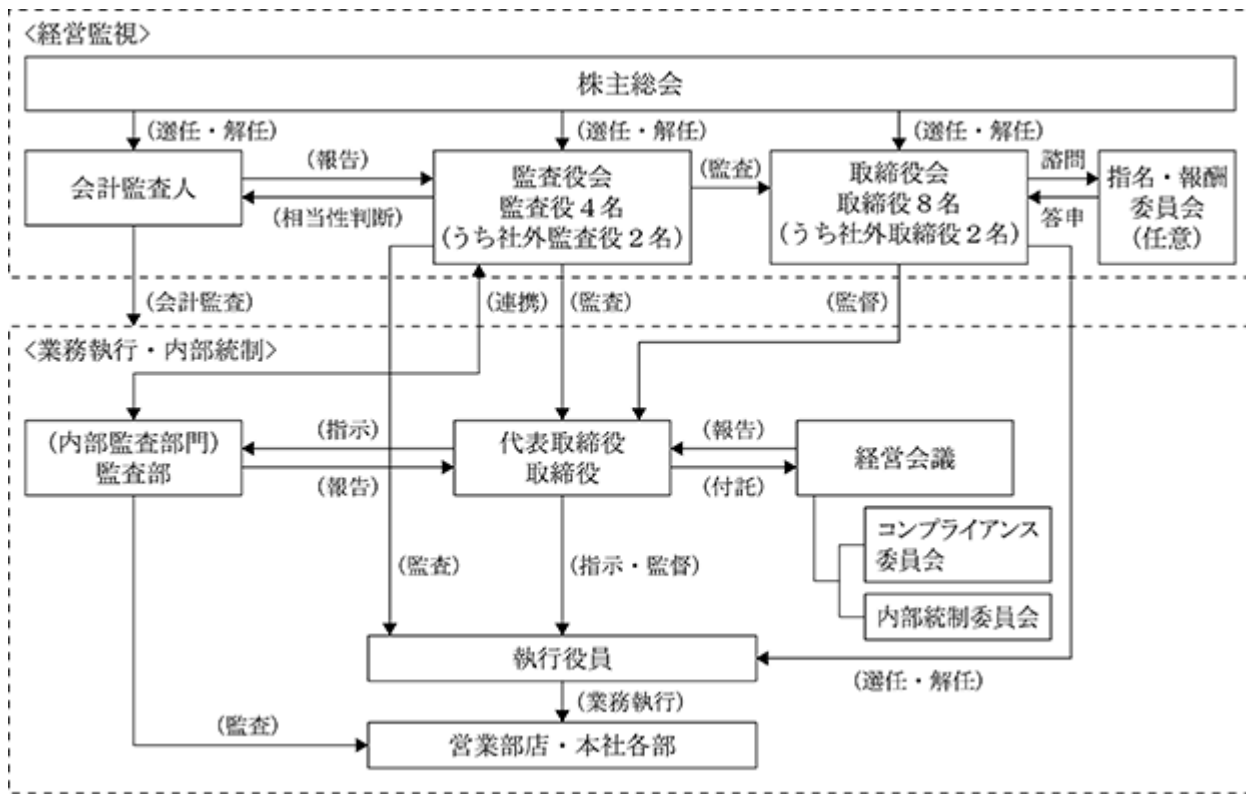 <経営監視>
株主総会
(選任・解任)
(選任・解任)
(選任・解任)
会計監査人
(報告)
(相当性判断)
監査役会
監査役4名
(うち社外監査役2名)
(監査)
取締役会
取締役8名
(うち社外取締役2名)
諮問
答申
指名・報酬
委員会
(任意)
(会計監査)
(連携)
(監査)
(監督)
<業務執行・内部統制>
(内部監査部門)
監査部
(指示)
(報告)
代表取締役
取締役
(報告)
(付託)
経営会議
コンプライアンス
委員会
内部統制委員会
(監査)
(指示・監督)
執行役員
(選任・解任)
(業務執行)
(監査)
営業部店・本社各部